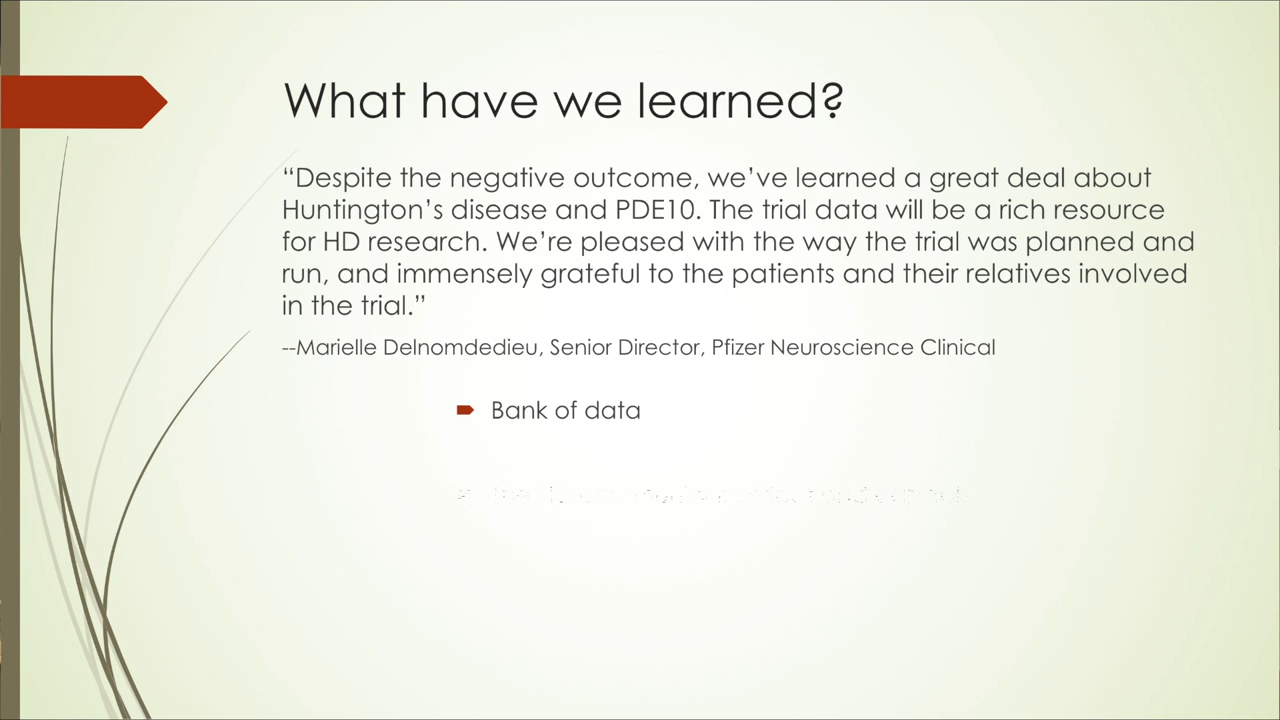 What have we learned?
“Despite the negative outcome, we’ve learned a great deal about
Huntington’s disease and PDE10. The trial data will be a rich resource
for HD research. We’re pleased with the way the trial was planned and
run, and immensely grateful to the patients and their relatives involved
in the trial.”
--Marielle Delnomdedieu, Senior Director, Pfizer Neuroscience Clinical
Bank of data